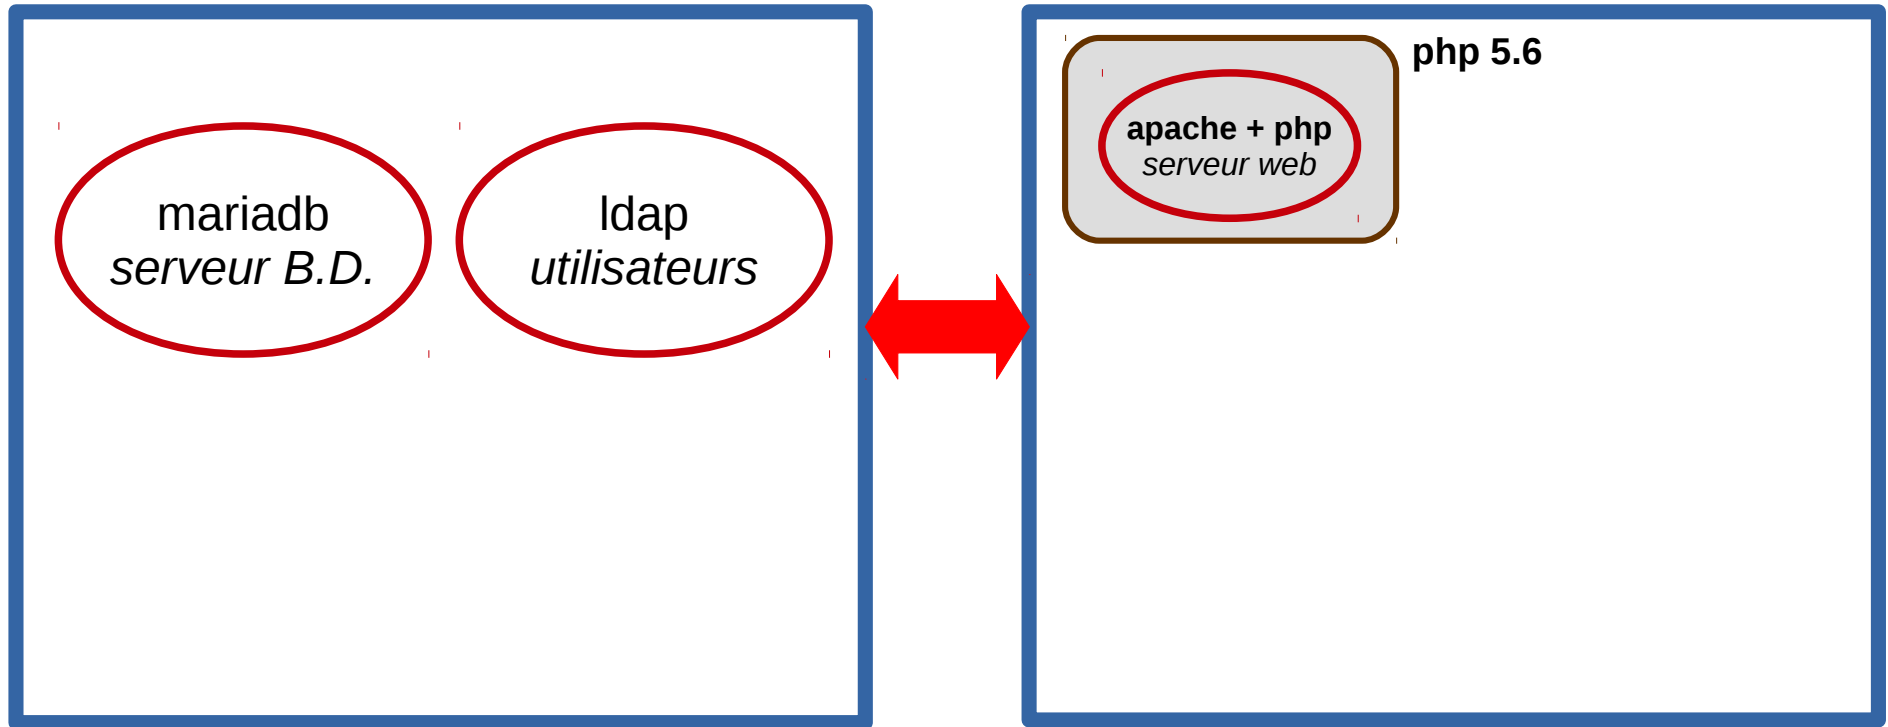 mariadb
serveur B.D.
ldap
utilisateurs
php 5.6
apache + php
serveur web